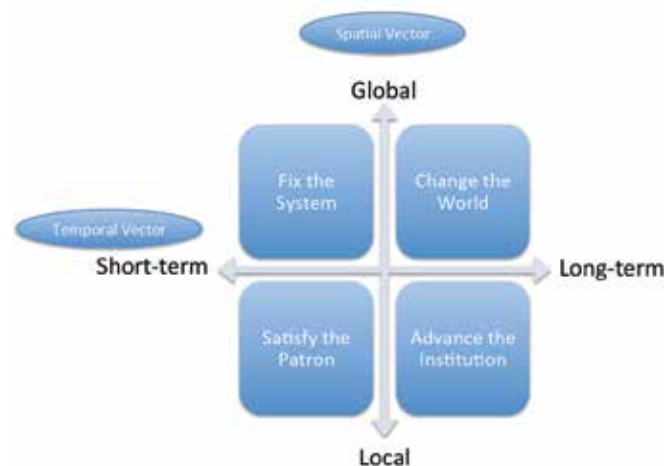 Spatial Vector
Global
Fix the
System
Change the
World
Temporal Vector
Short-term
Long-term
Satisfy the
Patron
Advance the
Institution
Local